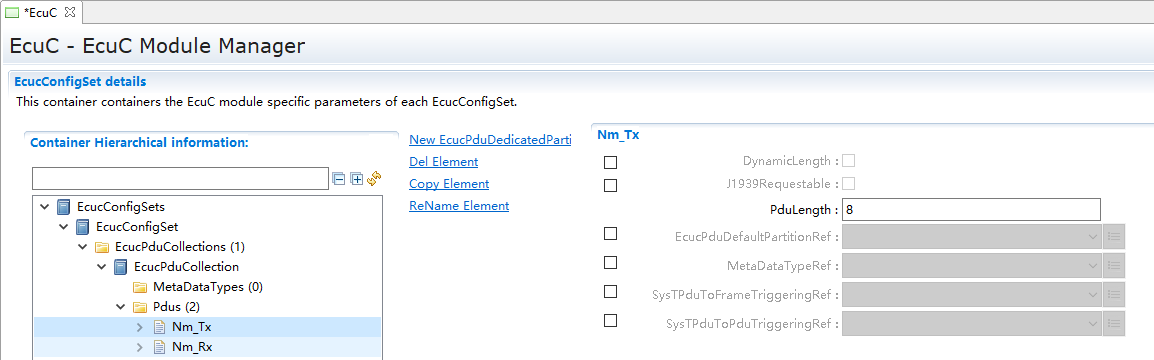 *EcuC
EcuC - EcuC Module Manager
EcucConfigSet details
This container containers the EcuC module specific parameters of each EcucConfigSet.
Container Hierarchical information:
EcucConfigSets
EcucConfigSet
EcucPduCollections (1)
EcucPduCollection
MetaDataTypes (0)
Pdus (2)
Nm_Tx
Nm_Rx
New EcucPduDedicatedParti
Del Element
Copy Element
ReName Element
Nm_Tx
DynamicLength :
J1939Requestable :
PduLength : 8
EcucPduDefaultPartitionRef :
MetaDataTypeRef :
SysTPduToFrameTriggeringRef :
SysTPduToPduTriggeringRef :